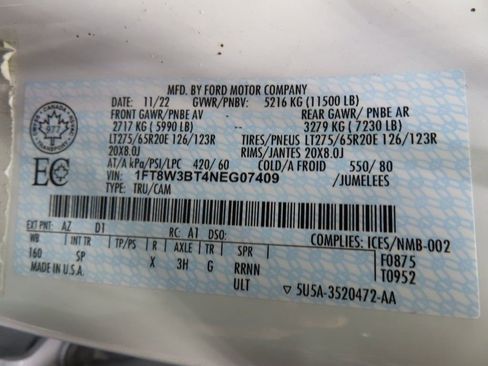 MFD. BY FORD MOTOR COMPANY
DATE: 11/22 GVWR/PNBV: 5216 KG (11500 LB)
FRONT GAWR/PNBE AV REAR GAWR/ PNBE AR
2717 KG ( 5990 LB) 3279 KG ( 7230 LB)
LT275/65R20E 126/123R TIRES/PNEUS LT275/65R20E 126/123R
20X8.0J RIMS/JANTES 20X8.0J
AT/A kPa/PSI/LPC 420/ 60 COLD/A FROID 550/ 80
VIN: 1FT8W3BT4NEG07409 /JUMELEES
TYPE: TRU/CAM
CANADA
977
TRANSPORT
EC
EXT PNT: AZ D1 RC: A1 DSO: COMPLIES: ICES/NMB-002
WB INT TR TP/PS R AXLE TR SPR F0875
160 SP X 3H G RRNN T0952
MADE IN U.S.A. ULT ▽ 5U5A-3520472-AA